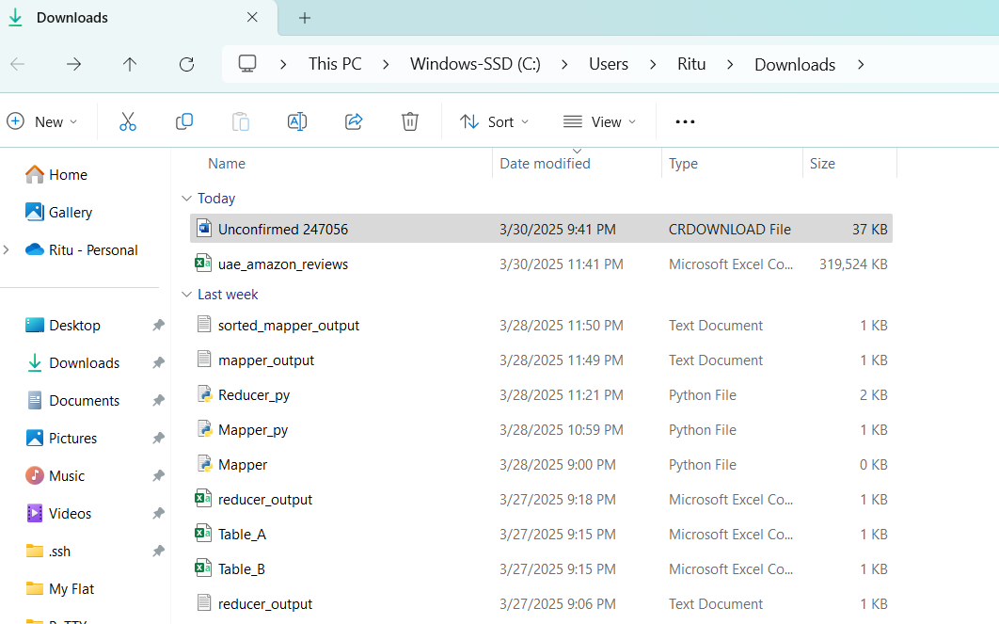 Downloads
This PC > Windows-SSD (C:) > Users > Ritu > Downloads >
New Sort View
Name Date modified Type Size
Home
Gallery
Ritu - Personal
Desktop
Downloads
Documents
Pictures
Music
Videos
.ssh
My Flat
PuTTY
Today
Unconfirmed 247056 3/30/2025 9:41 PM CRDOWNLOAD File 37 KB
uae_amazon_reviews 3/30/2025 11:41 PM Microsoft Excel Co... 319,524 KB
Last week
sorted_mapper_output 3/28/2025 11:50 PM Text Document 1 KB
mapper_output 3/28/2025 11:49 PM Text Document 1 KB
Reducer_py 3/28/2025 11:21 PM Python File 2 KB
Mapper_py 3/28/2025 10:59 PM Python File 1 KB
Mapper 3/28/2025 9:00 PM Python File 0 KB
reducer_output 3/27/2025 9:18 PM Microsoft Excel Co... 1 KB
Table_A 3/27/2025 9:15 PM Microsoft Excel Co... 1 KB
Table_B 3/27/2025 9:15 PM Microsoft Excel Co... 1 KB
reducer_output 3/27/2025 9:06 PM Text Document 1 KB